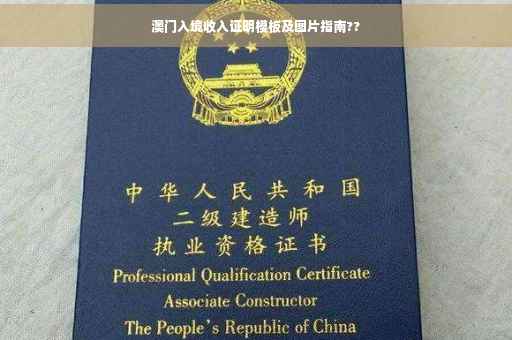 澳门入境收入证明模板及图片指南??
中华人民共和国
二级建造师
执业资格证书
Professional Qualification Certificate
Associate Constructor
The People's Republic of China